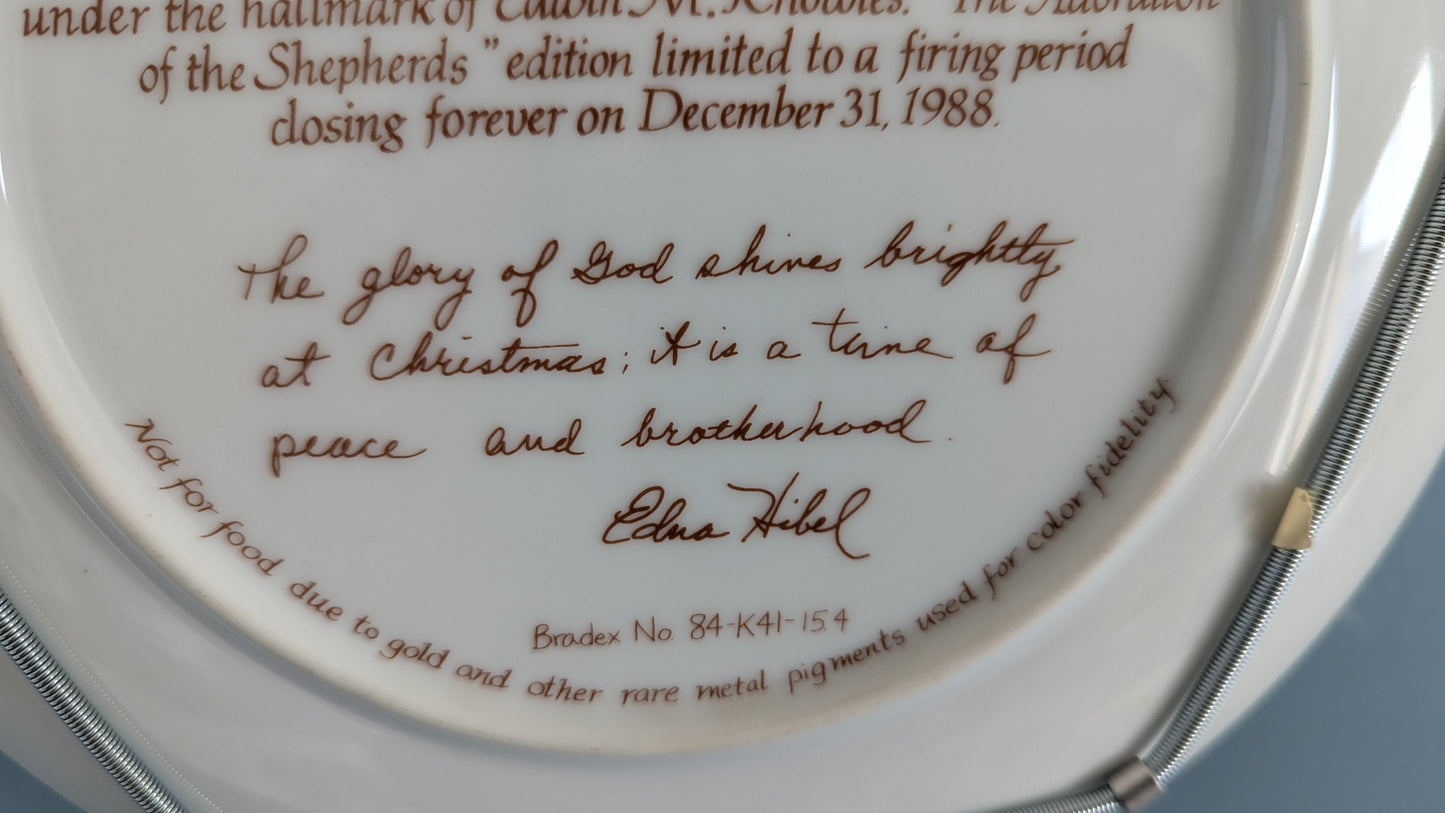 under the hallmark of Edwin M. Knowles. "The Adoration
of the Shepherds" edition limited to a firing period
closing forever on December 31, 1988.
The glory of God shines brightly
at Christmas; it is a time of
peace and brotherhood.
Edna Hibel
Bradex No. 84-K41-15.4
Not for food due to gold and other rare metal pigments used for color fidelity.